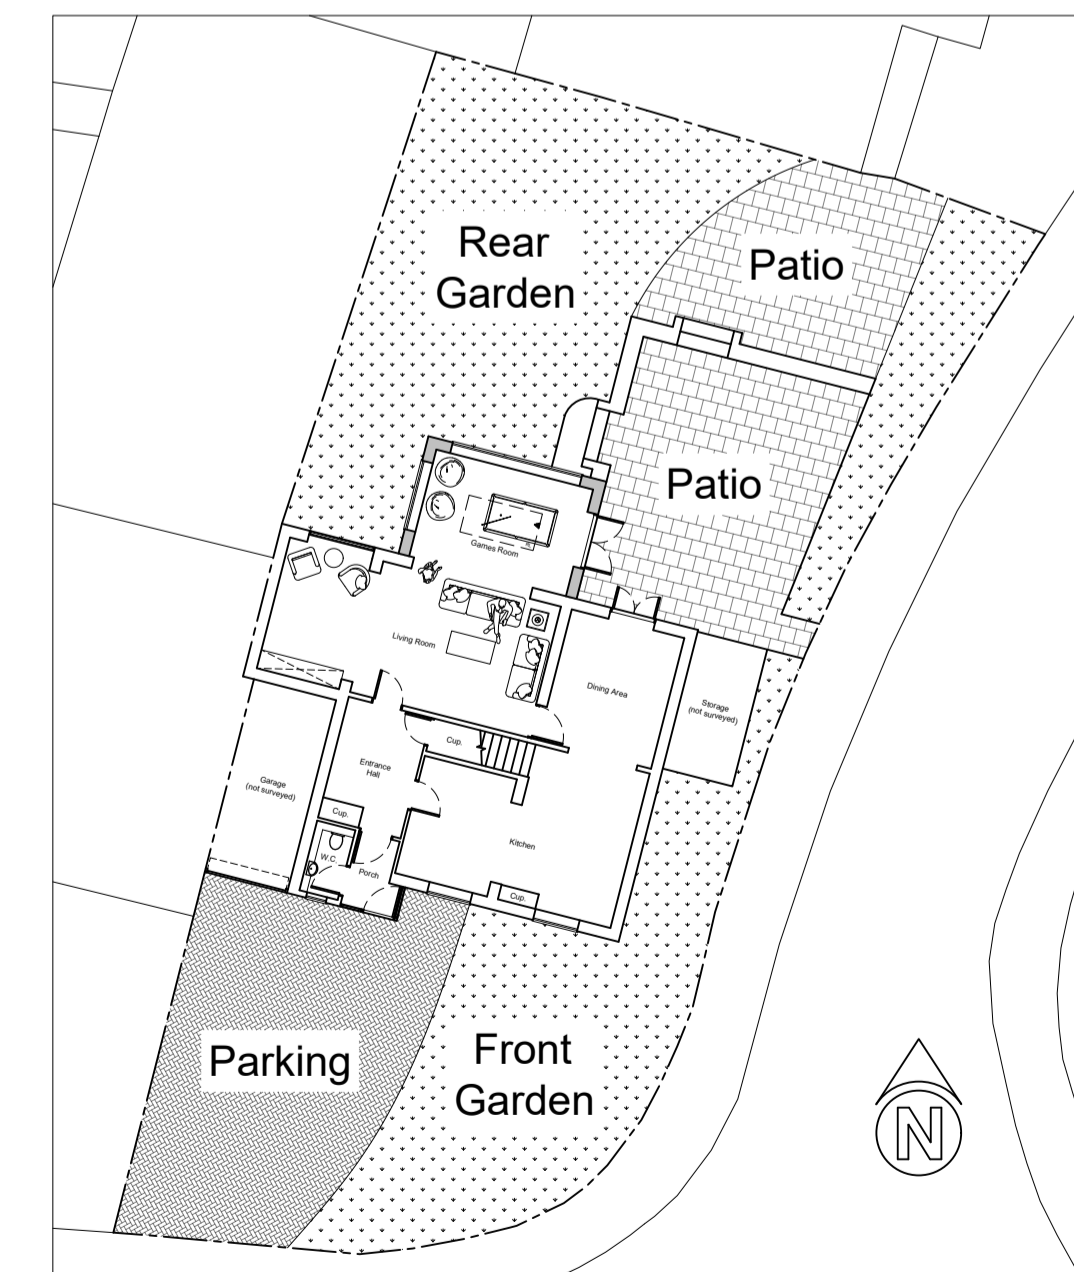 Rear
Garden
Patio
Patio
Games Room
Living Room
Dining Area
Storage
(not surveyed)
Cup.
Entrance
Hall
Garage
(not surveyed)
Cup.
W.C.
Porch
Kitchen
Cup.
Parking
Front
Garden
N